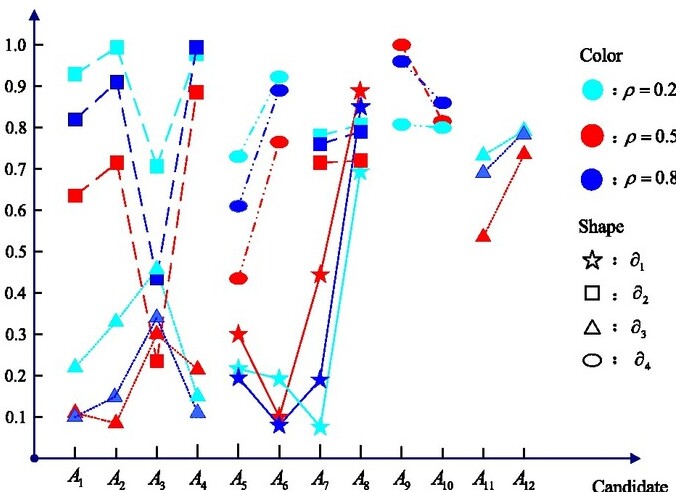 1.0
0.9
0.8
0.7
0.6
0.5
0.4
0.3
0.2
0.1
A₁ A₂ A₃ A₄ A₅ A₆ A₇ A₈ A₉ A₁₀ A₁₁ A₁₂
Candidate
Color
: ρ=0.2
: ρ=0.5
: ρ=0.8
Shape
: ∂₁
: ∂₂
: ∂₃
: ∂₄